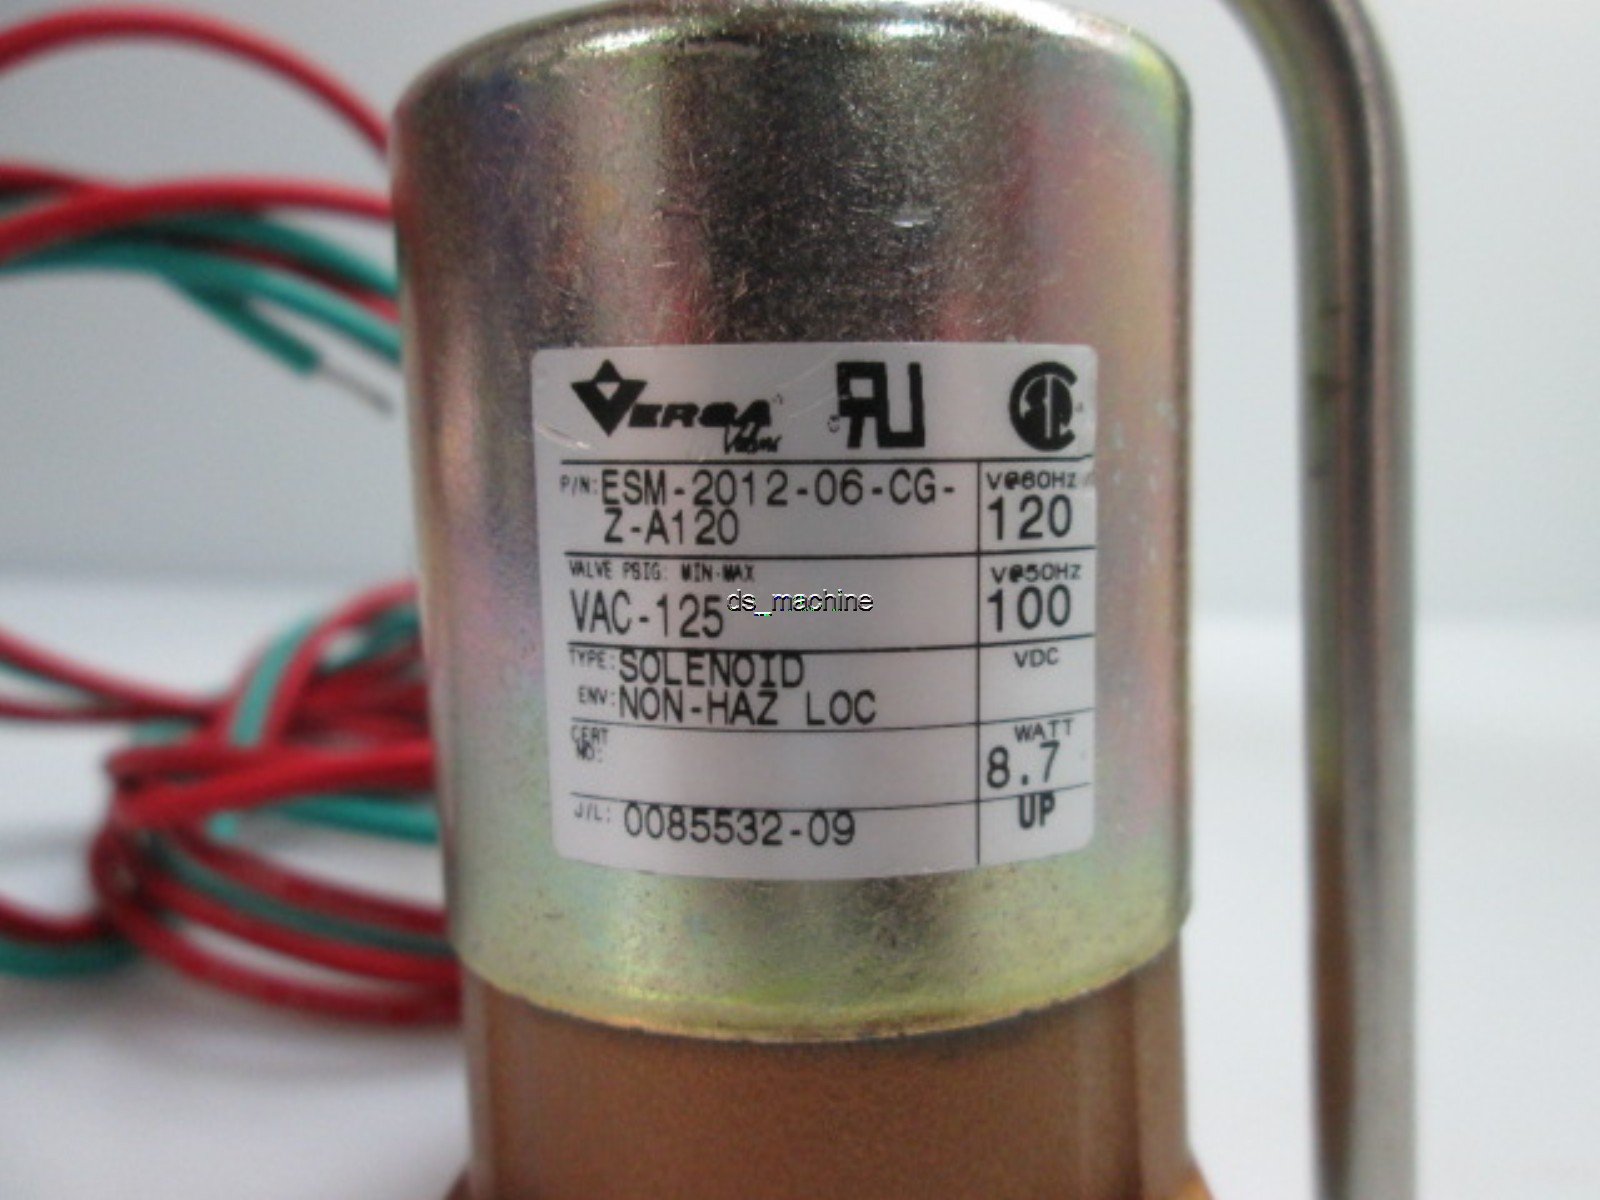 VERSA
Valves
P/N: ESM-2012-06-CG-
Z-A120
V@60HZ
120
VALVE PSIG: MIN-MAX
VAC-125
ds_machine
V@50HZ
100
TYPE: SOLENOID
ENV: NON-HAZ LOC
VDC
CERT
NO:
WATT
8.7
J/L: 0085532-09
UP